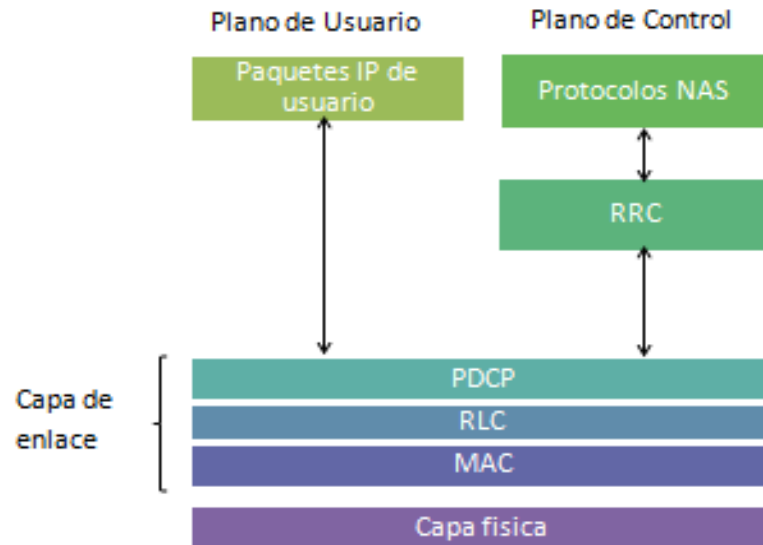 Plano de Usuario
Plano de Control
Paquetes IP de
usuario
Protocolos NAS
RRC
Capa de
enlace
PDCP
RLC
MAC
Capa fisica